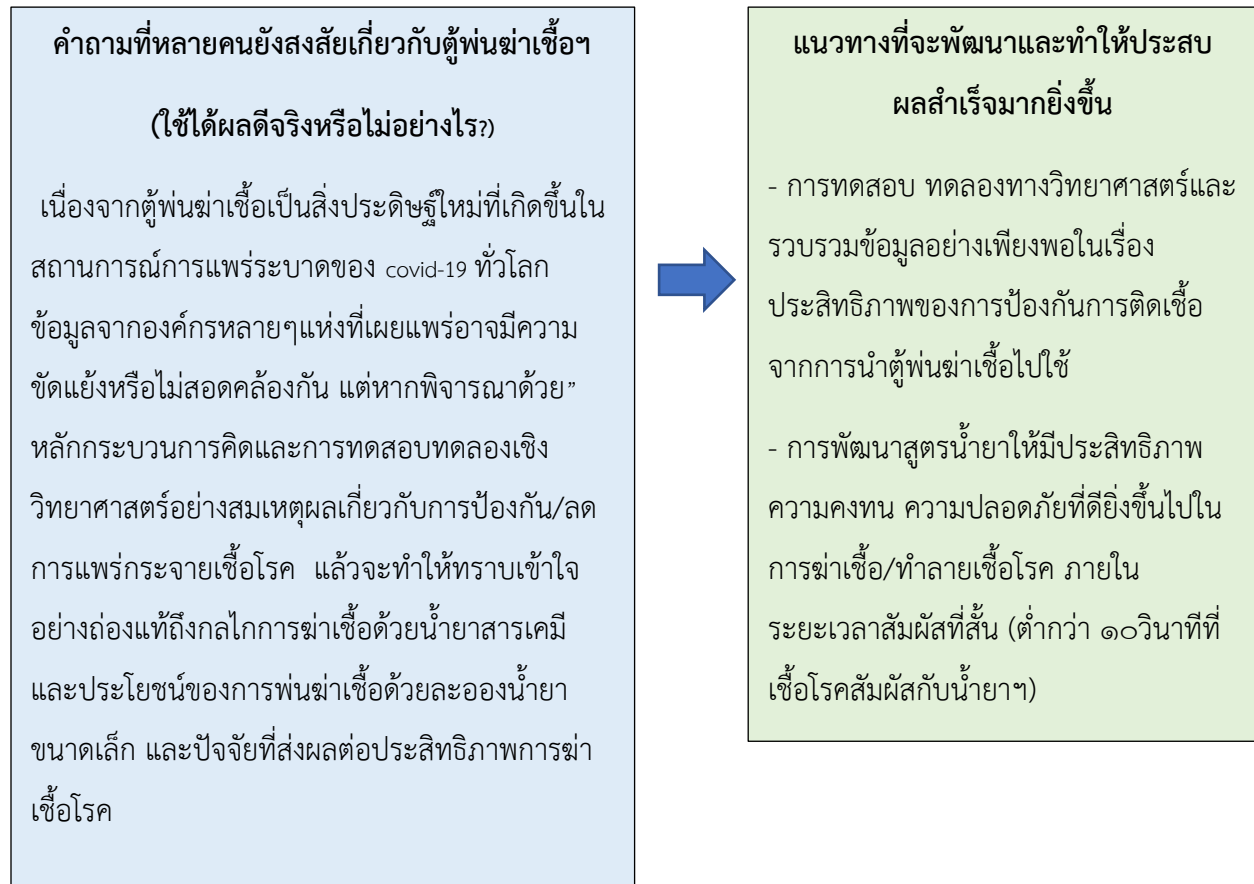 คำถามที่หลายคนยังสงสัยเกี่ยวกับตู้พ่นฆ่าเชื้อฯ
(ใช้ได้ผลดีจริงหรือไม่อย่างไร?)
เนื่องจากตู้พ่นฆ่าเชื้อเป็นสิ่งประดิษฐ์ใหม่ที่เกิดขึ้นใน
สถานการณ์การแพร่ระบาดของ covid-19 ทั่วโลก
ข้อมูลจากองค์กรหลายๆแห่งที่เผยแพร่อาจมีความ
ขัดแย้งหรือไม่สอดคล้องกัน แต่หากพิจารณาด้วย”
หลักกระบวนการคิดและการทดสอบทดลองเชิง
วิทยาศาสตร์อย่างสมเหตุผลเกี่ยวกับการป้องกัน/ลด
การแพร่กระจายเชื้อโรค แล้วจะทำให้ทราบเข้าใจ
อย่างถ่องแท้ถึงกลไกการฆ่าเชื้อด้วยน้ำยาสารเคมี
และประโยชน์ของการพ่นฆ่าเชื้อด้วยละอองน้ำยา
ขนาดเล็ก และปัจจัยที่ส่งผลต่อประสิทธิภาพการฆ่า
เชื้อโรค
แนวทางที่จะพัฒนาและทำให้ประสบ
ผลสำเร็จมากยิ่งขึ้น
- การทดสอบ ทดลองทางวิทยาศาสตร์และ
รวบรวมข้อมูลอย่างเพียงพอในเรื่อง
ประสิทธิภาพของการป้องกันการติดเชื้อ
จากการนำตู้พ่นฆ่าเชื้อไปใช้
- การพัฒนาสูตรน้ำยาให้มีประสิทธิภาพ
ความคงทน ความปลอดภัยที่ดียิ่งขึ้นไปใน
การฆ่าเชื้อ/ทำลายเชื้อโรค ภายใน
ระยะเวลาสัมผัสที่สั้น (ต่ำกว่า ๑๐วินาทีที่
เชื้อโรคสัมผัสกับน้ำยาฯ)